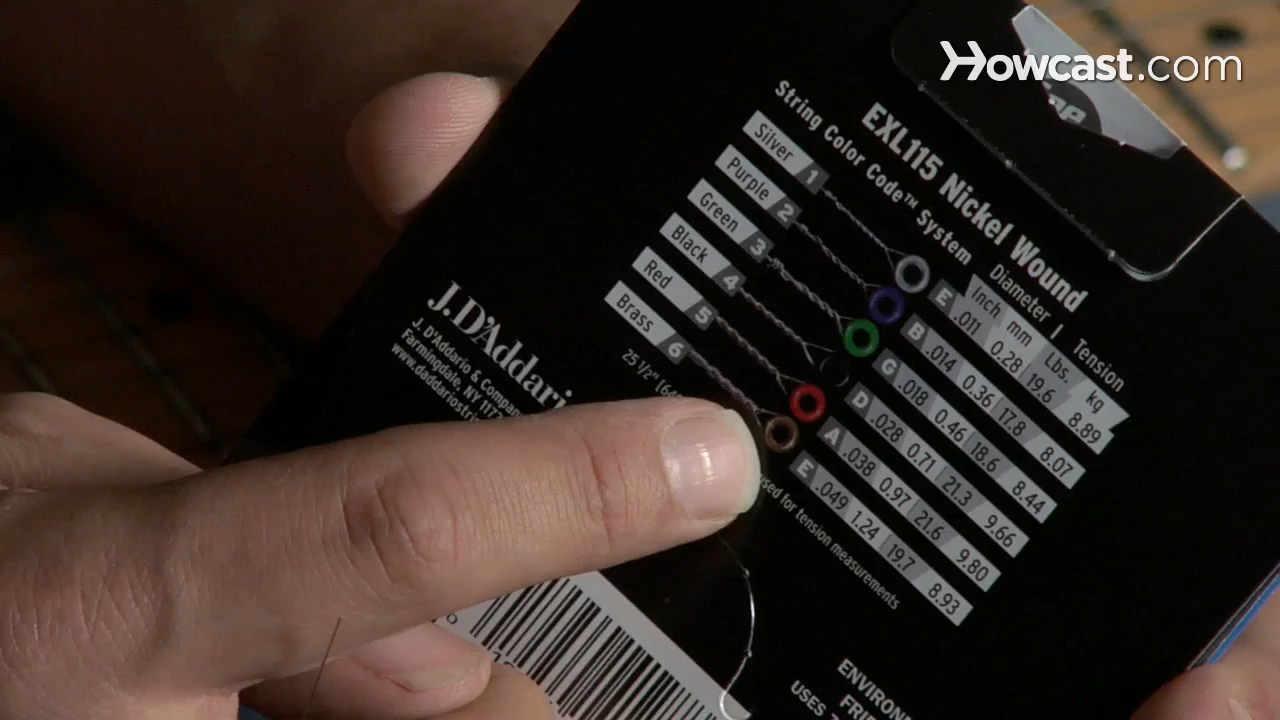 Howcast.com
EXL115 Nickel Wound
String Color Code™ System
Diameter | Tension
Inch mm Lbs. kg
Silver 1 E .011 0.28 19.6 8.89
Purple 2 B .014 0.36 17.8 8.07
Green 3 G .018 0.46 18.6 8.44
Black 4 D .028 0.71 21.3 9.66
Red 5 A .038 0.97 21.6 9.80
Brass 6 E .049 1.24 19.7 8.93
25 1/2"
used for tension measurements
J.D'Addario
J. D'Addario & Company
Farmingdale, NY
ENVIRON
FRIE
USES